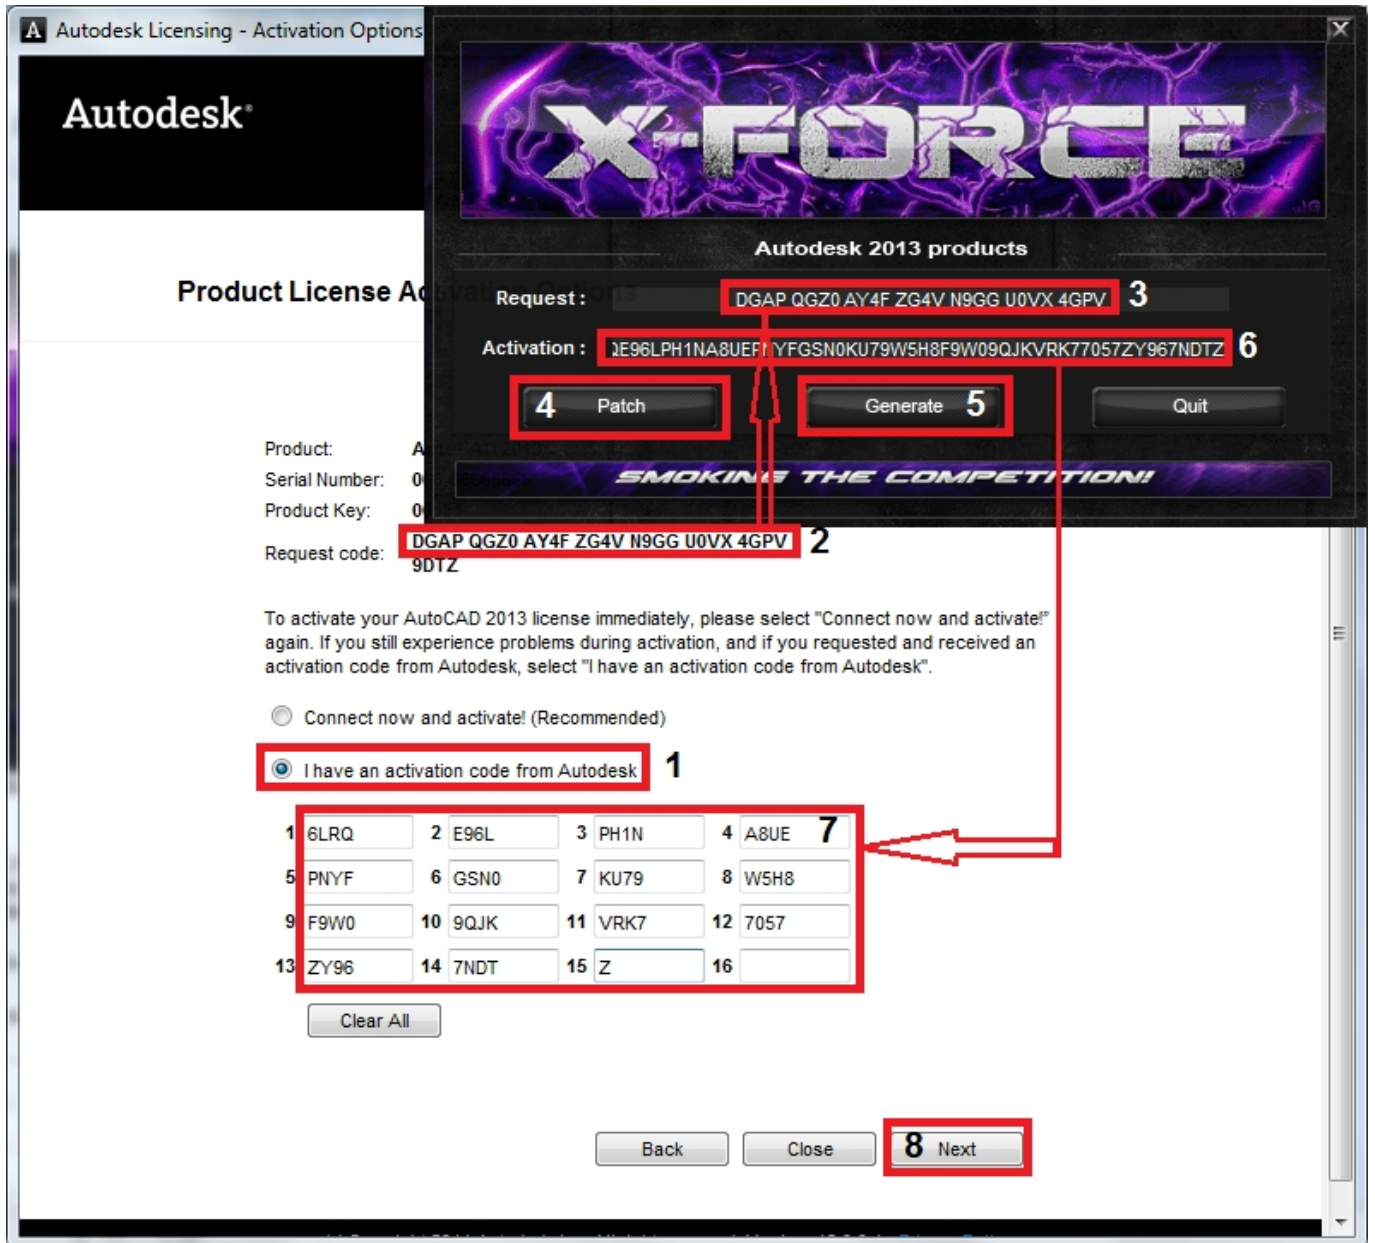 Autodesk Licensing - Activation Options
Autodesk
X-FORCE
Autodesk 2013 products
Product License Activation Options
Request : DGAP QGZ0 AY4F ZG4V N9GG U0VX 4GPV 3
Activation : QE96LPH1NA8UEPNYFGSN0KU79W5H8F9W09QJKVRK77057ZY967NDTZ 6
4 Patch
Generate 5
Quit
SMOKING THE COMPETITION!
Product:
Serial Number:
Product Key:
Request code: DGAP QGZ0 AY4F ZG4V N9GG U0VX 4GPV 2
9DTZ
To activate your AutoCAD 2013 license immediately, please select "Connect now and activate!"
again. If you still experience problems during activation, and if you requested and received an
activation code from Autodesk, select "I have an activation code from Autodesk".
Connect now and activate! (Recommended)
I have an activation code from Autodesk 1
1 6LRQ 2 E96L 3 PH1N 4 A8UE 7
5 PNYF 6 GSN0 7 KU79 8 W5H8
9 F9W0 10 9QJK 11 VRK7 12 7057
13 ZY96 14 7NDT 15 Z 16
Clear All
Back
Close
8 Next